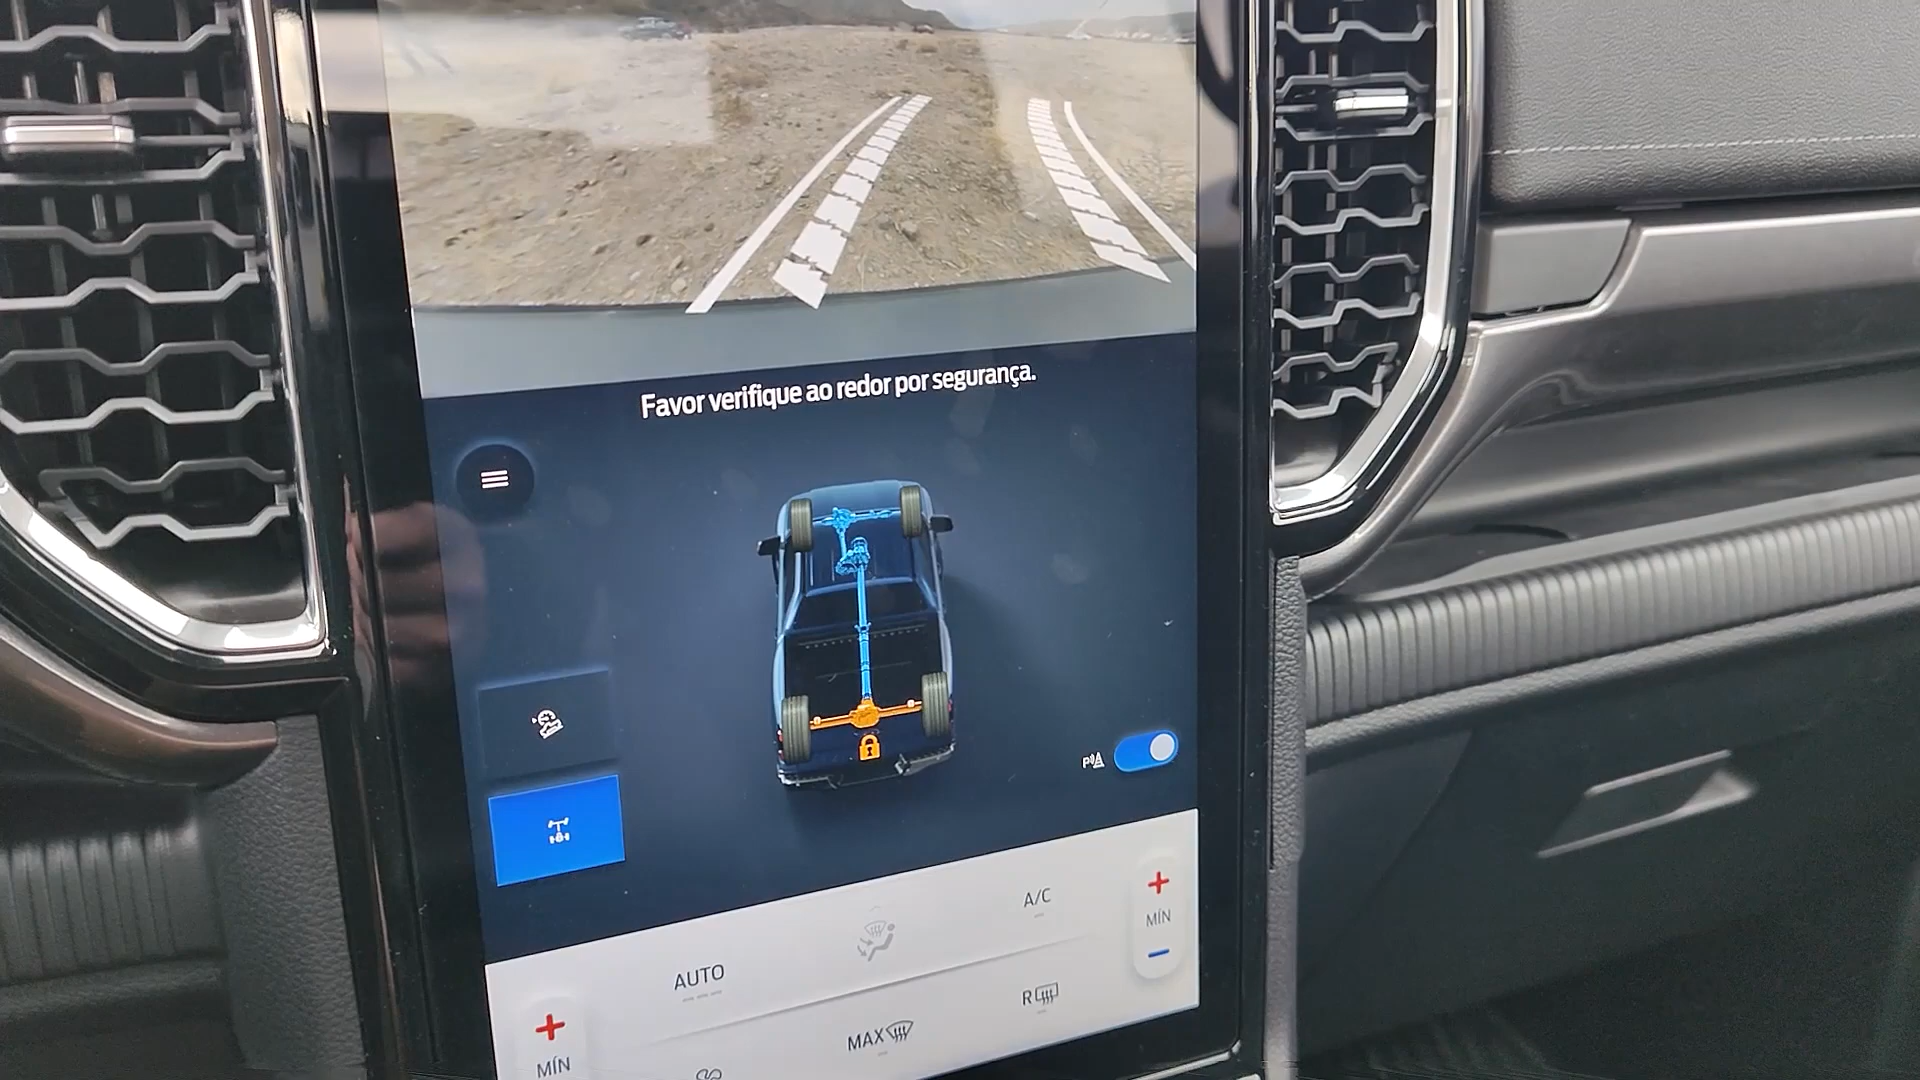 Favor verifique ao redor por segurança.
P
A/C
MÍN
AUTO
R
MAX
MÍN